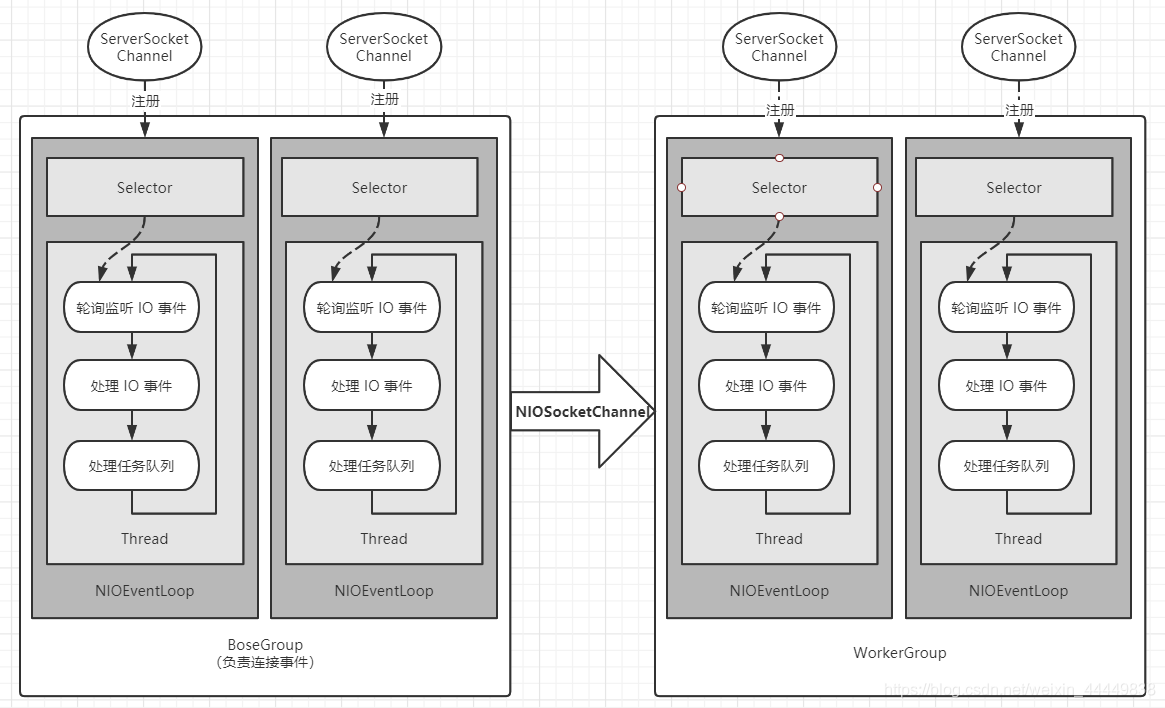 ServerSocket
Channel
注册
Selector
轮询监听 IO 事件
处理 IO 事件
处理任务队列
Thread
NIOEventLoop
ServerSocket
Channel
注册
Selector
轮询监听 IO 事件
处理 IO 事件
处理任务队列
Thread
NIOEventLoop
BoseGroup
(负责连接事件)
NIOSocketChannel
ServerSocket
Channel
注册
Selector
轮询监听 IO 事件
处理 IO 事件
处理任务队列
Thread
NIOEventLoop
ServerSocket
Channel
注册
Selector
轮询监听 IO 事件
处理 IO 事件
处理任务队列
Thread
NIOEventLoop
WorkerGroup
https://blog.csdn.net/weixin_44449838